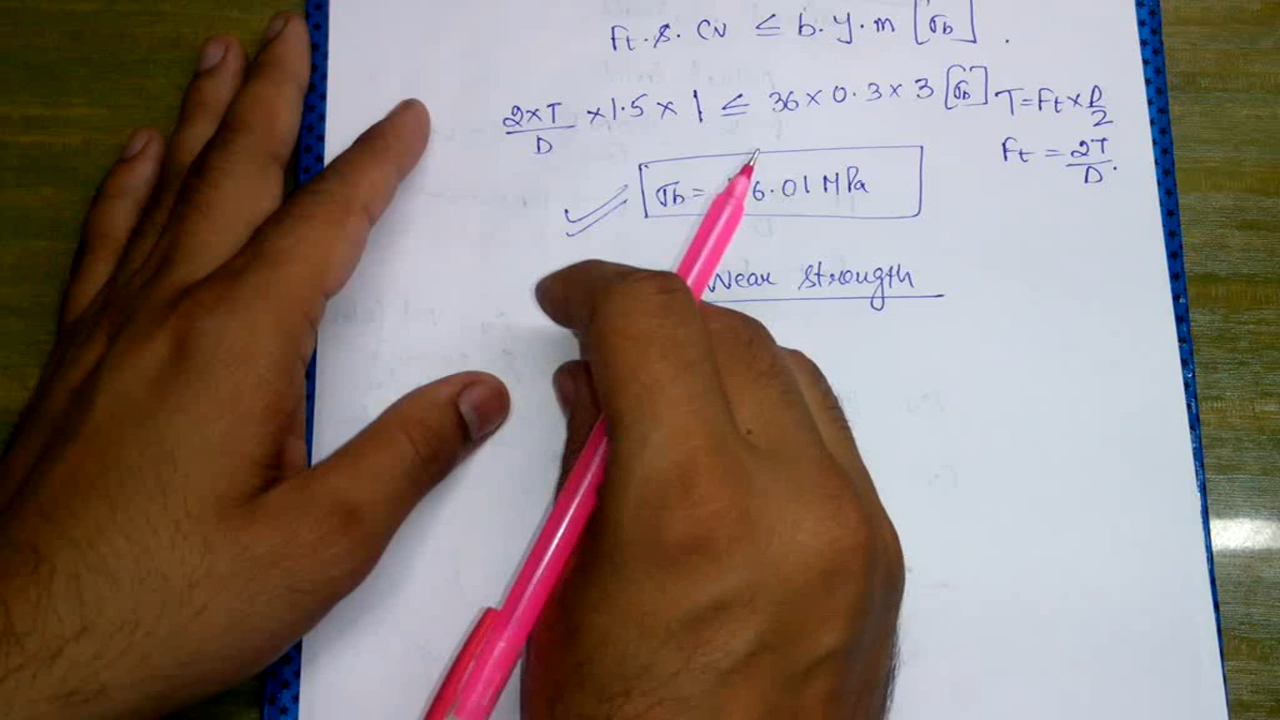 Ft.S. Cv ≤ b.y.m [σb].
2×T/D ×1.5 × 1 ≤ 36×0.3×3 [σb] T=Ft×D/2
Ft = 2T/D.
σb = 6.01 MPa
Wear Strength